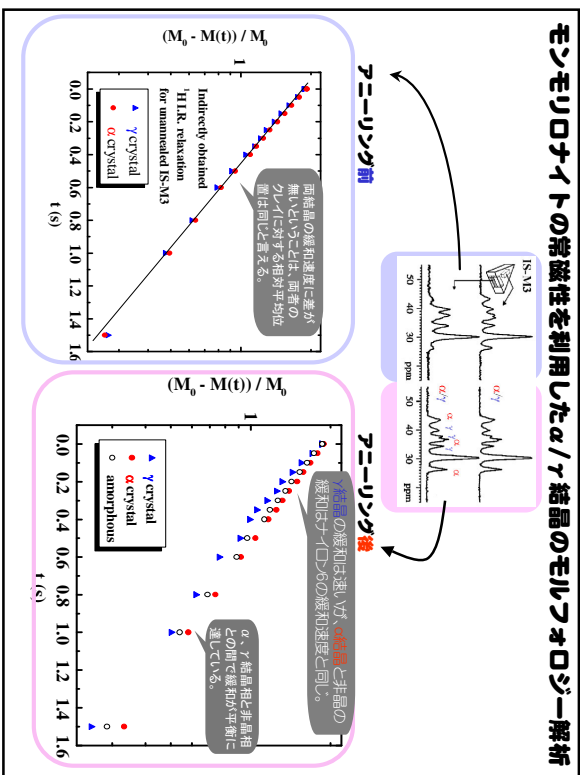 モンモリロナイトの常磁性を利用したα/γ結晶のモルフォロジー解析
IS-M3
50
40
30
ppm
50
40
30
ppm
α/γ
α
α/γ
α
γ
γ
α
γ
α
アニーリング前
(M0 - M(t)) / M0
1
0.0
0.2
0.4
0.6
0.8
1.0
1.2
1.4
1.6
t (s)
Indirectly obtained
1H I.R. relaxation
for unannealed IS-M3
γ crystal
α crystal
両結晶の緩和速度に差が
無いということは、両者の
クレイに対する相対平均位
置は同じと言える。
アニーリング後
(M0 - M(t)) / M0
1
0.0
0.2
0.4
0.6
0.8
1.0
1.2
1.4
1.6
t (s)
γ crystal
α crystal
amorphous
γ結晶の緩和は速いが、α結晶と非晶の
緩和はナイロン6の緩和速度と同じ。
α、γ結晶相と非晶相
との間で緩和が平衡に
達している。